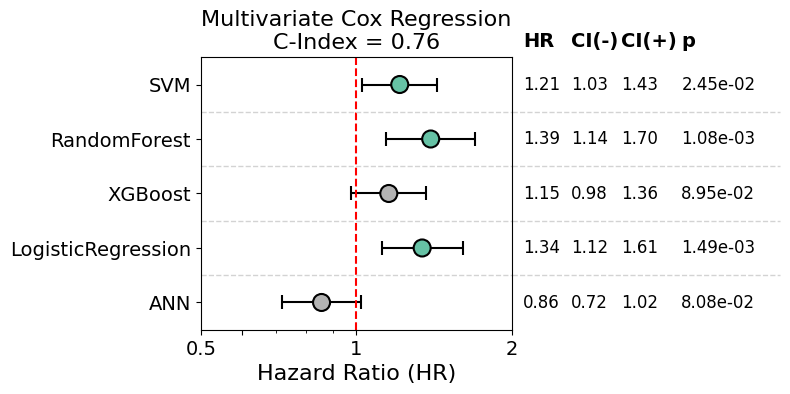 Multivariate Cox Regression
C-Index = 0.76
HR CI(-) CI(+) p
SVM 1.21 1.03 1.43 2.45e-02
RandomForest 1.39 1.14 1.70 1.08e-03
XGBoost 1.15 0.98 1.36 8.95e-02
LogisticRegression 1.34 1.12 1.61 1.49e-03
ANN 0.86 0.72 1.02 8.08e-02
0.5 1 2
Hazard Ratio (HR)